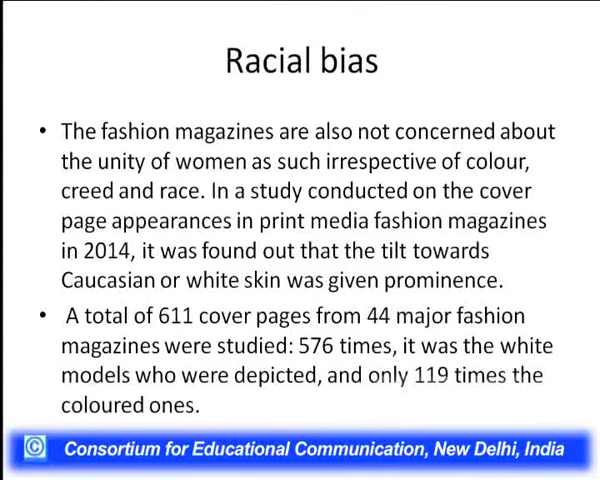 Racial bias
• The fashion magazines are also not concerned about
the unity of women as such irrespective of colour,
creed and race. In a study conducted on the cover
page appearances in print media fashion magazines
in 2014, it was found out that the tilt towards
Caucasian or white skin was given prominence.
• A total of 611 cover pages from 44 major fashion
magazines were studied: 576 times, it was the white
models who were depicted, and only 119 times the
coloured ones.
© Consortium for Educational Communication, New Delhi, India